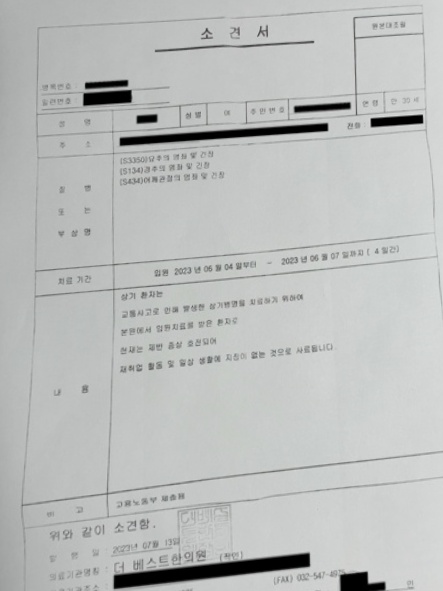 소 견 서
원본대조필
병록번호 :
일련번호 :
성 명 성별 여 주민번호 연령 만 30 세
주 소 전화 :
질 병 또 는 부상명
(S3350)요추의 염좌 및 긴장
(S134)경추의 염좌 및 긴장
(S434)어깨관절의 염좌 및 긴장
치료 기간 입원 2023 년 06 월 04 일부터 ~ 2023 년 06 월 07 일까지 ( 4 일간)
내 용
상기 환자는
교통사고로 인해 발생한 상기병명을 치료하기 위하여
본원에서 입원치료를 받은 환자로
현재는 제반 증상 호전되어
재취업 활동 및 일상 생활에 지장이 없는 것으로 사료됩니다
비 고 고용노동부 제출용
위와 같이 소견함.
발 행 일 : 2023년 07월 13일
의료기관명칭 : 더 베스트한의원 (직인)
(FAX) 032-547-4975
인